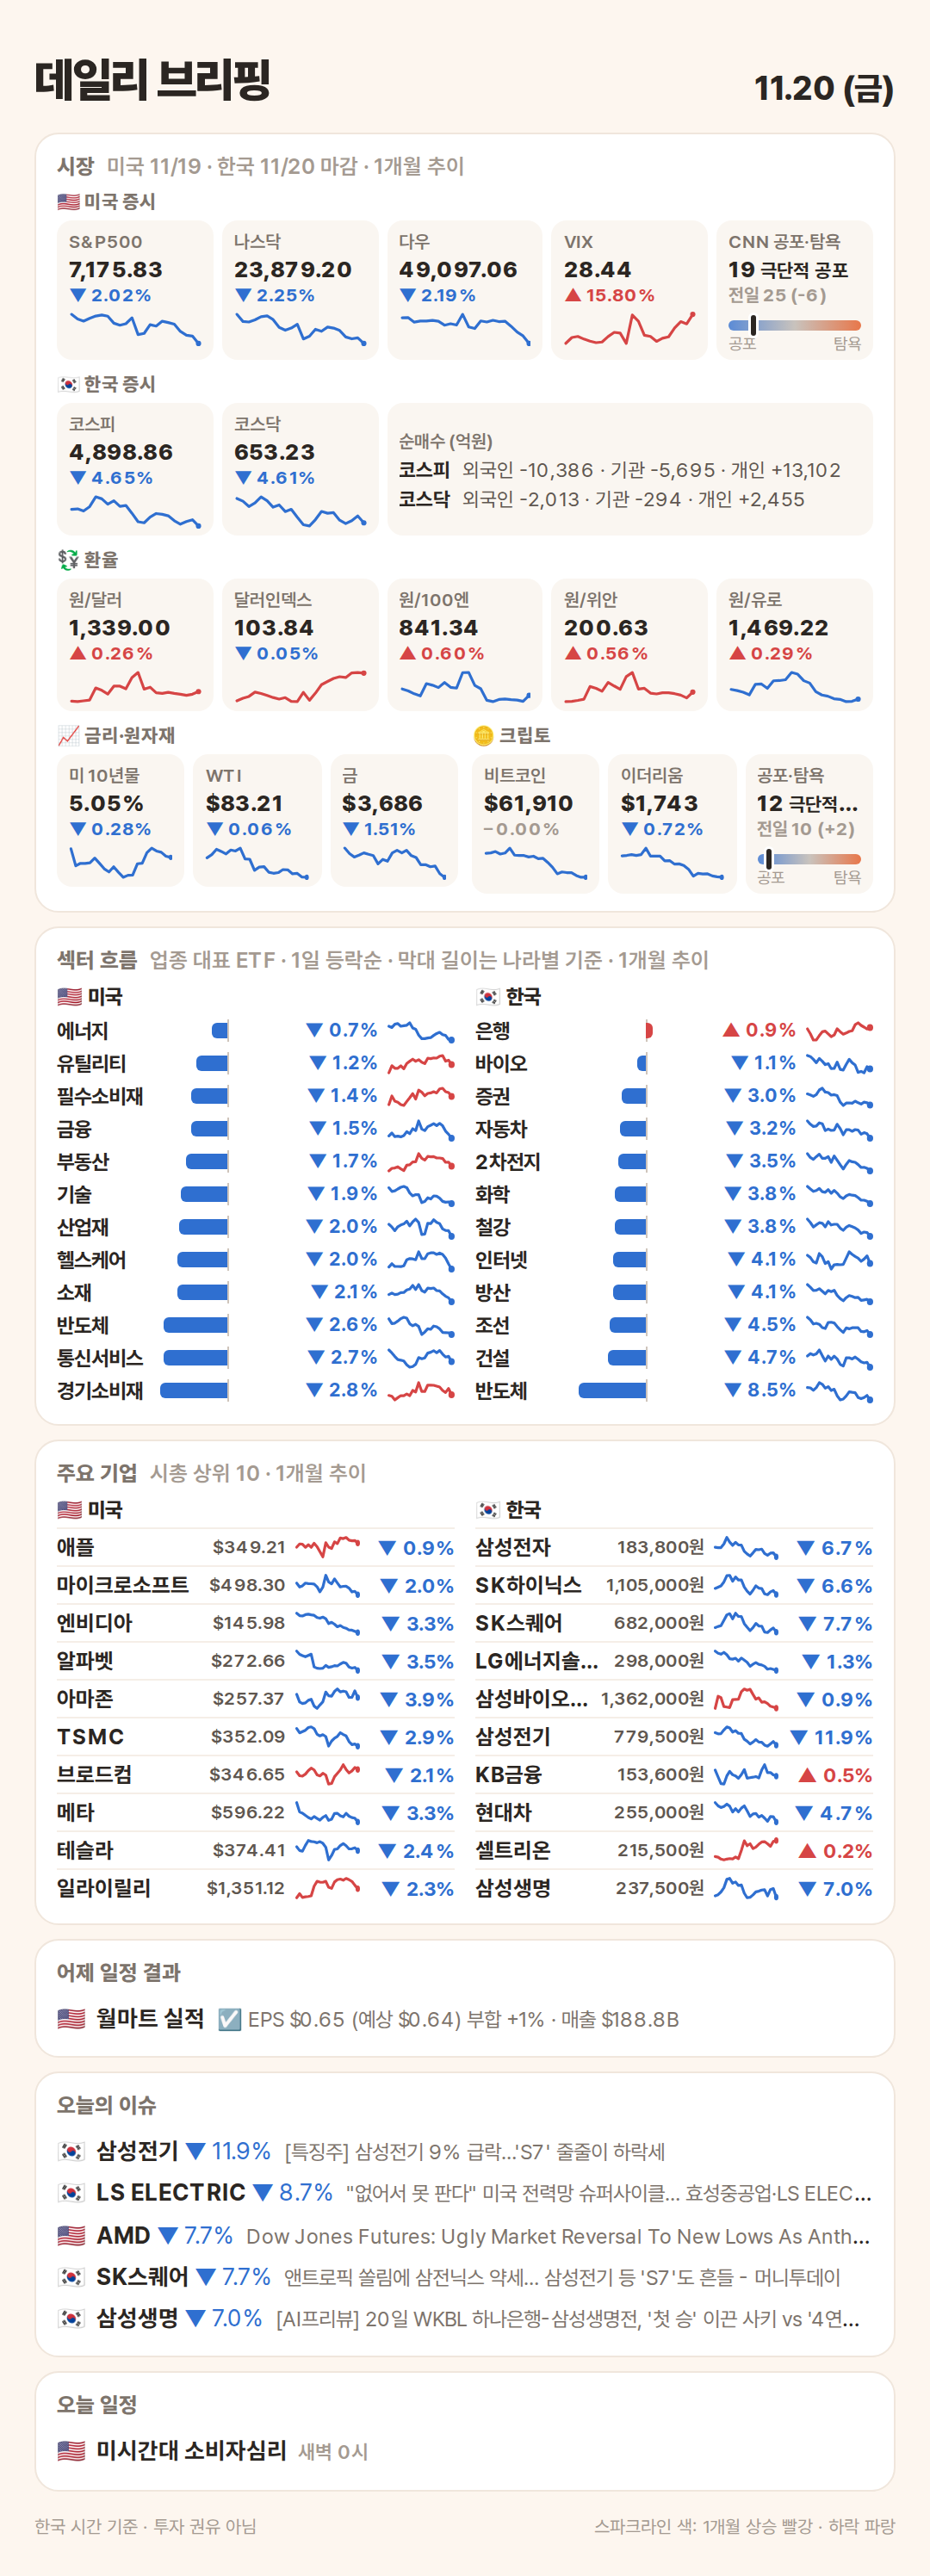 데일리 브리핑
11.20 (금)
시장 미국 11/19 · 한국 11/20 마감 · 1개월 추이
미국 증시
S&P500
7,175.83
▼ 2.02%
나스닥
23,879.20
▼ 2.25%
다우
49,097.06
▼ 2.19%
VIX
28.44
▲ 15.80%
CNN 공포·탐욕
19 극단적 공포
전일 25 (-6)
공포 탐욕
한국 증시
코스피
4,898.86
▼ 4.65%
코스닥
653.23
▼ 4.61%
순매수 (억원)
코스피 외국인 -10,386 · 기관 -5,695 · 개인 +13,102
코스닥 외국인 -2,013 · 기관 -294 · 개인 +2,455
환율
원/달러
1,339.00
▲ 0.26%
달러인덱스
103.84
▼ 0.05%
원/100엔
841.34
▲ 0.60%
원/위안
200.63
▲ 0.56%
원/유로
1,469.22
▲ 0.29%
금리·원자재
미 10년물
5.05%
▼ 0.28%
WTI
$83.21
▼ 0.06%
금
$3,686
▼ 1.51%
크립토
비트코인
$61,910
−0.00%
이더리움
$1,743
▼ 0.72%
공포·탐욕
12 극단적...
전일 10 (+2)
공포 탐욕
섹터 흐름 업종 대표 ETF · 1일 등락순 · 막대 길이는 나라별 기준 · 1개월 추이
미국
에너지 ▼ 0.7%
유틸리티 ▼ 1.2%
필수소비재 ▼ 1.4%
금융 ▼ 1.5%
부동산 ▼ 1.7%
기술 ▼ 1.9%
산업재 ▼ 2.0%
헬스케어 ▼ 2.0%
소재 ▼ 2.1%
반도체 ▼ 2.6%
통신서비스 ▼ 2.7%
경기소비재 ▼ 2.8%
한국
은행 ▲ 0.9%
바이오 ▼ 1.1%
증권 ▼ 3.0%
자동차 ▼ 3.2%
2차전지 ▼ 3.5%
화학 ▼ 3.8%
철강 ▼ 3.8%
인터넷 ▼ 4.1%
방산 ▼ 4.1%
조선 ▼ 4.5%
건설 ▼ 4.7%
반도체 ▼ 8.5%
주요 기업 시총 상위 10 · 1개월 추이
미국
애플 $349.21 ▼ 0.9%
마이크로소프트 $498.30 ▼ 2.0%
엔비디아 $145.98 ▼ 3.3%
알파벳 $272.66 ▼ 3.5%
아마존 $257.37 ▼ 3.9%
TSMC $352.09 ▼ 2.9%
브로드컴 $346.65 ▼ 2.1%
메타 $596.22 ▼ 3.3%
테슬라 $374.41 ▼ 2.4%
일라이릴리 $1,351.12 ▼ 2.3%
한국
삼성전자 183,800원 ▼ 6.7%
SK하이닉스 1,105,000원 ▼ 6.6%
SK스퀘어 682,000원 ▼ 7.7%
LG에너지솔... 298,000원 ▼ 1.3%
삼성바이오... 1,362,000원 ▼ 0.9%
삼성전기 779,500원 ▼ 11.9%
KB금융 153,600원 ▲ 0.5%
현대차 255,000원 ▼ 4.7%
셀트리온 215,500원 ▲ 0.2%
삼성생명 237,500원 ▼ 7.0%
어제 일정 결과
월마트 실적 ☑ EPS $0.65 (예상 $0.64) 부합 +1% · 매출 $188.8B
오늘의 이슈
삼성전기 ▼ 11.9% [특징주] 삼성전기 9% 급락...'S7' 줄줄이 하락세
LS ELECTRIC ▼ 8.7% "없어서 못 판다" 미국 전력망 슈퍼사이클... 효성중공업·LS ELEC...
AMD ▼ 7.7% Dow Jones Futures: Ugly Market Reversal To New Lows As Anth...
SK스퀘어 ▼ 7.7% 앤트로픽 쏠림에 삼전닉스 약세... 삼성전기 등 'S7'도 흔들 - 머니투데이
삼성생명 ▼ 7.0% [AI프리뷰] 20일 WKBL 하나은행-삼성생명전, '첫 승' 이끈 사키 vs '4연...
오늘 일정
미시간대 소비자심리 새벽 0시
한국 시간 기준 · 투자 권유 아님
스파크라인 색: 1개월 상승 빨강 · 하락 파랑